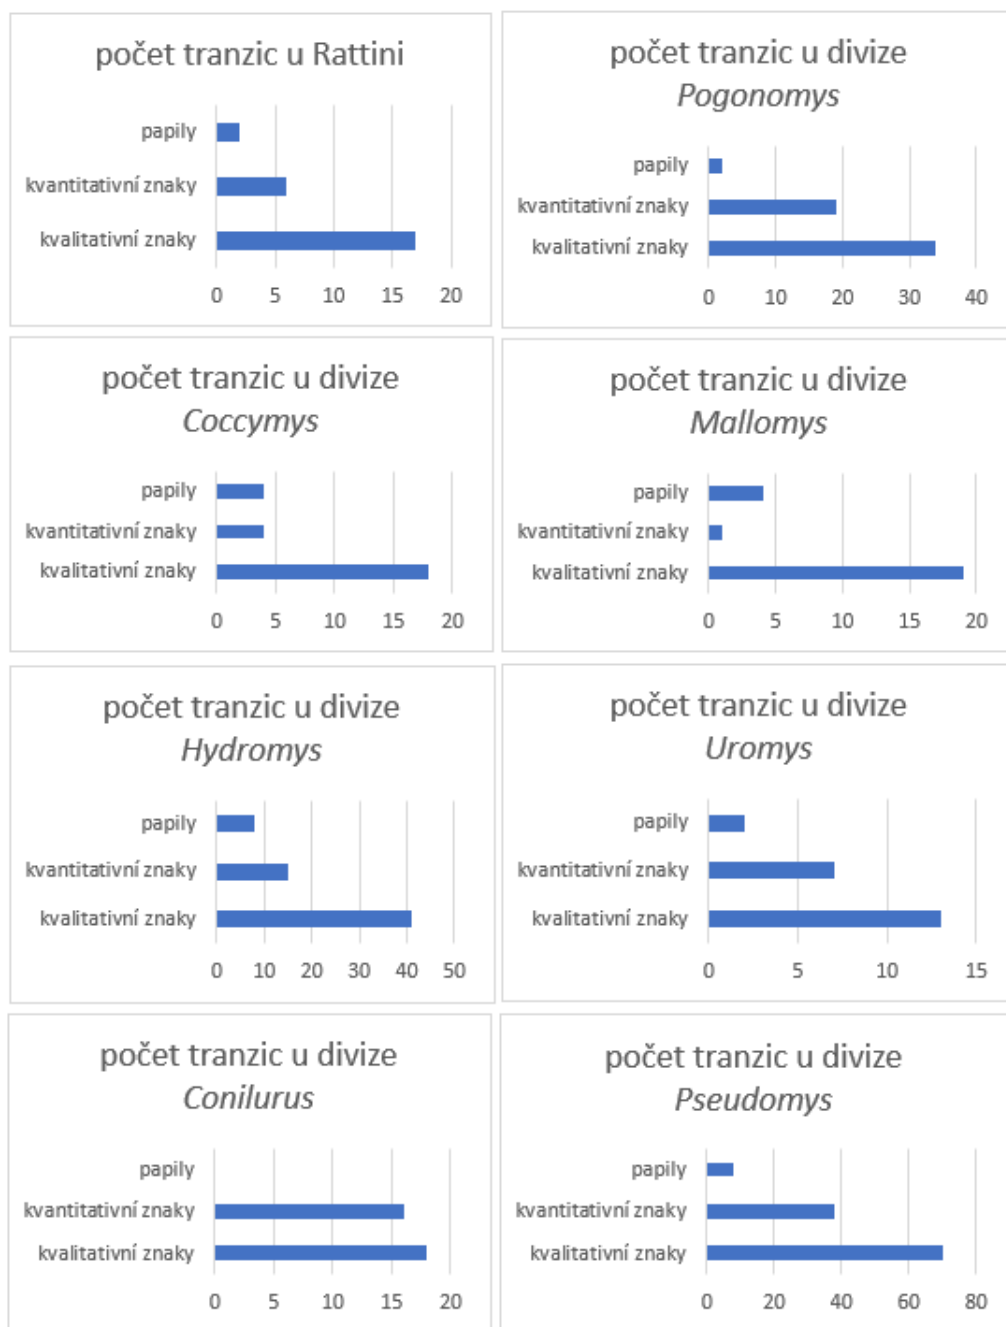 počet tranzic u Rattini
papily
kvantitativní znaky
kvalitativní znaky
0 5 10 15 20
počet tranzic u divize
Pogonomys
papily
kvantitativní znaky
kvalitativní znaky
0 10 20 30 40
počet tranzic u divize
Coccymys
papily
kvantitativní znaky
kvalitativní znaky
0 5 10 15 20
počet tranzic u divize
Mallomys
papily
kvantitativní znaky
kvalitativní znaky
0 5 10 15 20
počet tranzic u divize
Hydromys
papily
kvantitativní znaky
kvalitativní znaky
0 10 20 30 40 50
počet tranzic u divize
Uromys
papily
kvantitativní znaky
kvalitativní znaky
0 5 10 15
počet tranzic u divize
Conilurus
papily
kvantitativní znaky
kvalitativní znaky
0 5 10 15 20
počet tranzic u divize
Pseudomys
papily
kvantitativní znaky
kvalitativní znaky
0 20 40 60 80